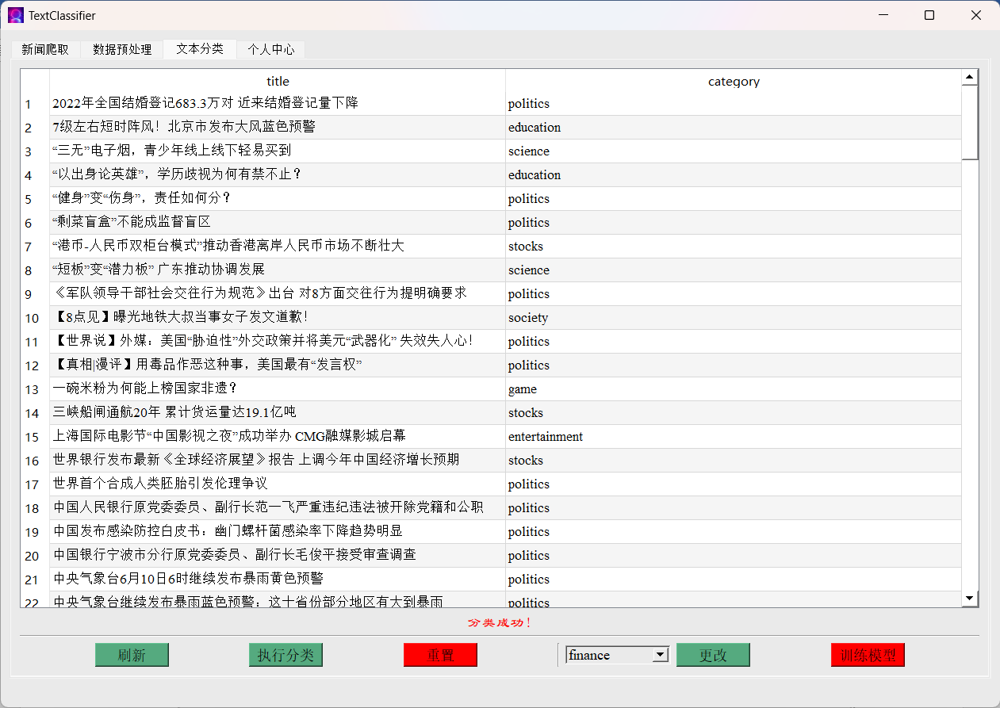 TextClassifier
新闻爬取 数据预处理 文本分类 个人中心
title category
1 2022年全国结婚登记683.3万对 近来结婚登记量下降 politics
2 7级左右短时阵风！北京市发布大风蓝色预警 education
3 “三无”电子烟，青少年线上线下轻易买到 science
4 “以出身论英雄”，学历歧视为何有禁不止？ education
5 “健身”变“伤身”，责任如何分？ politics
6 “剩菜盲盒”不能成监督盲区 politics
7 “港币-人民币双柜台模式”推动香港离岸人民币市场不断壮大 stocks
8 “短板”变“潜力板” 广东推动协调发展 science
9 《军队领导干部社会交往行为规范》出台 对8方面交往行为提明确要求 politics
10 【8点见】曝光地铁大叔当事女子发文道歉！ society
11 【世界说】外媒：美国“胁迫性”外交政策并将美元“武器化” 失效失人心！ politics
12 【真相|漫评】用毒品作恶这种事，美国最有“发言权” politics
13 一碗米粉为何能上榜国家非遗？ game
14 三峡船闸通航20年 累计货运量达19.1亿吨 stocks
15 上海国际电影节“中国影视之夜”成功举办 CMG融媒影城启幕 entertainment
16 世界银行发布最新《全球经济展望》报告 上调今年中国经济增长预期 stocks
17 世界首个合成人类胚胎引发伦理争议 politics
18 中国人民银行原党委委员、副行长范一飞严重违纪违法被开除党籍和公职 politics
19 中国发布感染防控白皮书：幽门螺杆菌感染率下降趋势明显 politics
20 中国银行宁波市分行原党委委员、副行长毛俊平接受审查调查 politics
21 中央气象台6月10日6时继续发布暴雨黄色预警 politics
22 中央气象台继续发布暴雨蓝色预警：这十省份部分地区有大到暴雨 politics
分类成功！
刷新 执行分类 重置 finance 更改 训练模型